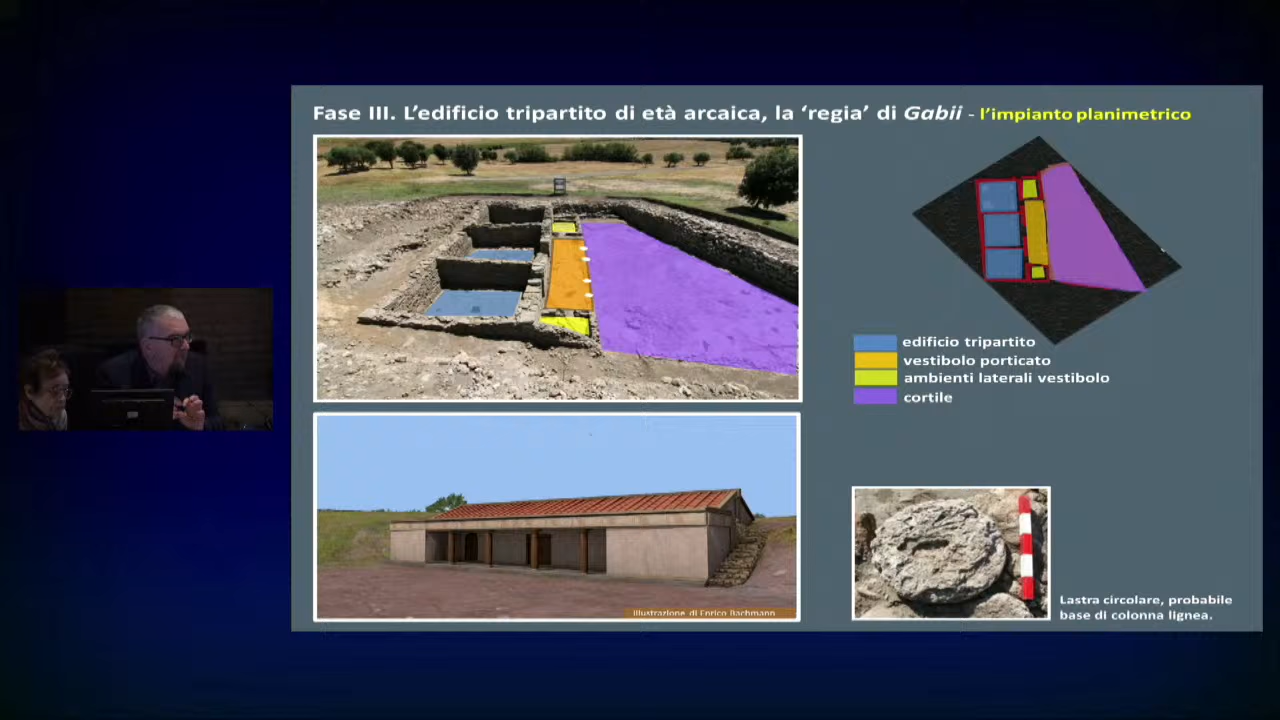 Fase III. L’edificio tripartito di età arcaica, la ‘regia’ di Gabii - l’impianto planimetrico
edificio tripartito
vestibolo porticato
ambienti laterali vestibolo
cortile
Illustrazione di Enrico Bachmann
Lastra circolare, probabile
base di colonna lignea.